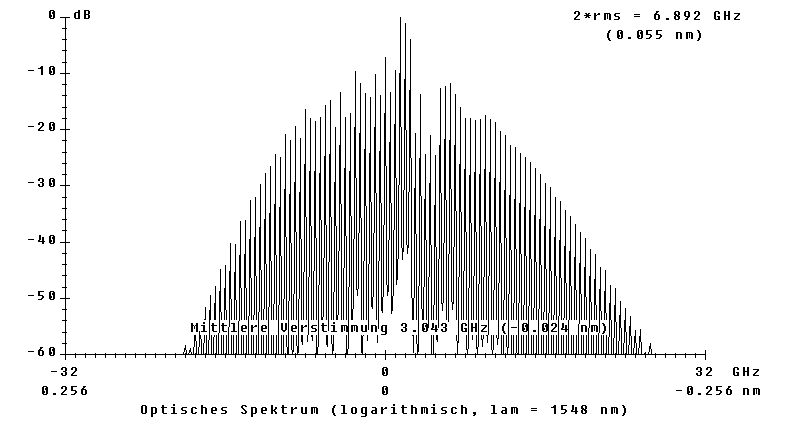 0 dB
2*rms = 6.892 GHz
(0.055 nm)
-10
-20
-30
-40
-50
Mittlere Verstimmung 3.043 GHz (-0.024 nm)
-60
-32 0 32 GHz
0.256 0 -0.256 nm
Optisches Spektrum (logarithmisch, lam = 1548 nm)